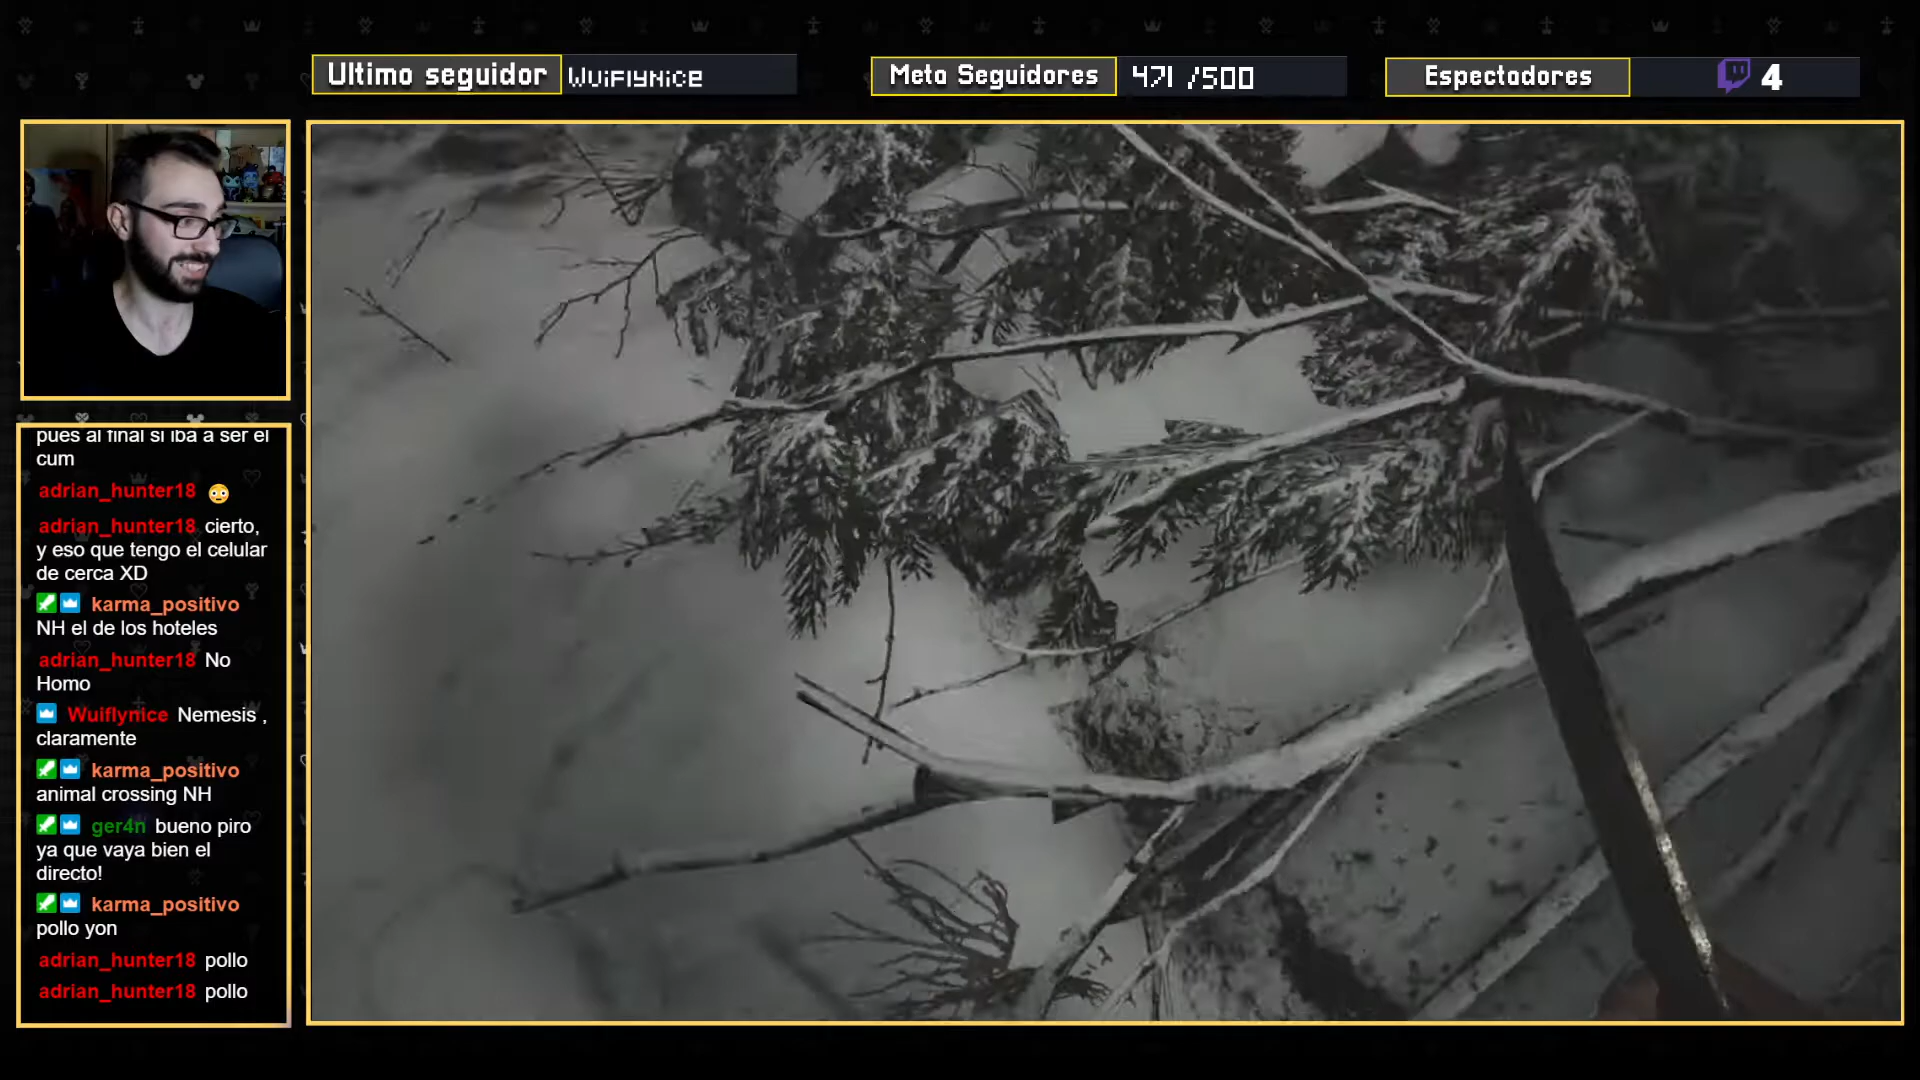 Ultimo seguidor WuiFlyNice
Meta Seguidores 471 /500
Espectadores 4
pues al final si iba a ser el
cum
adrian_hunter18 😳
adrian_hunter18 cierto,
y eso que tengo el celular
de cerca XD
karma_positivo
NH el de los hoteles
adrian_hunter18 No
Homo
Wuiflynice Nemesis ,
claramente
karma_positivo
animal crossing NH
ger4n bueno piro
ya que vaya bien el
directo!
karma_positivo
pollo yon
adrian_hunter18 pollo
adrian_hunter18 pollo